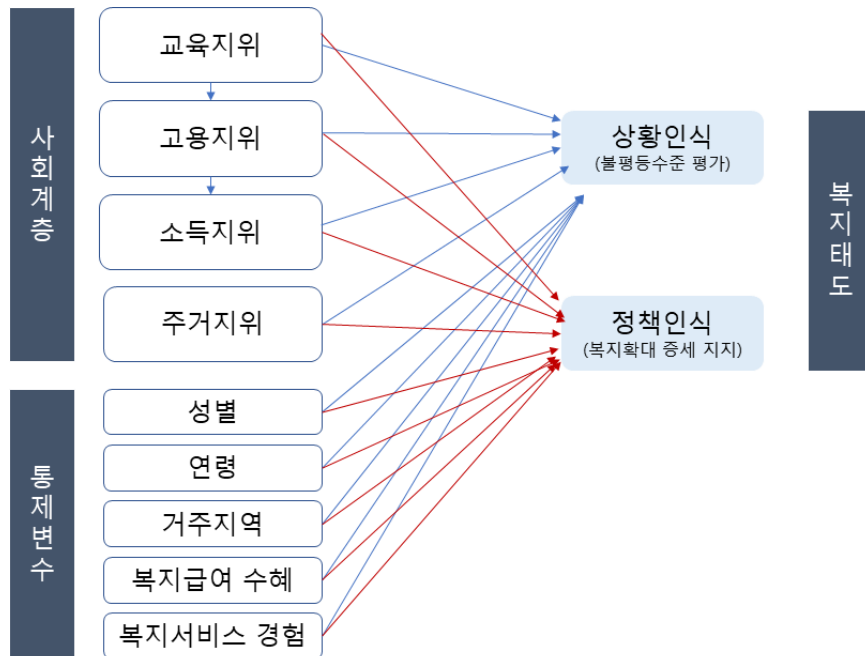 사회계층
교육지위
고용지위
소득지위
주거지위
통제변수
성별
연령
거주지역
복지급여 수혜
복지서비스 경험
상황인식
(불평등수준 평가)
정책인식
(복지확대 증세 지지)
복지태도